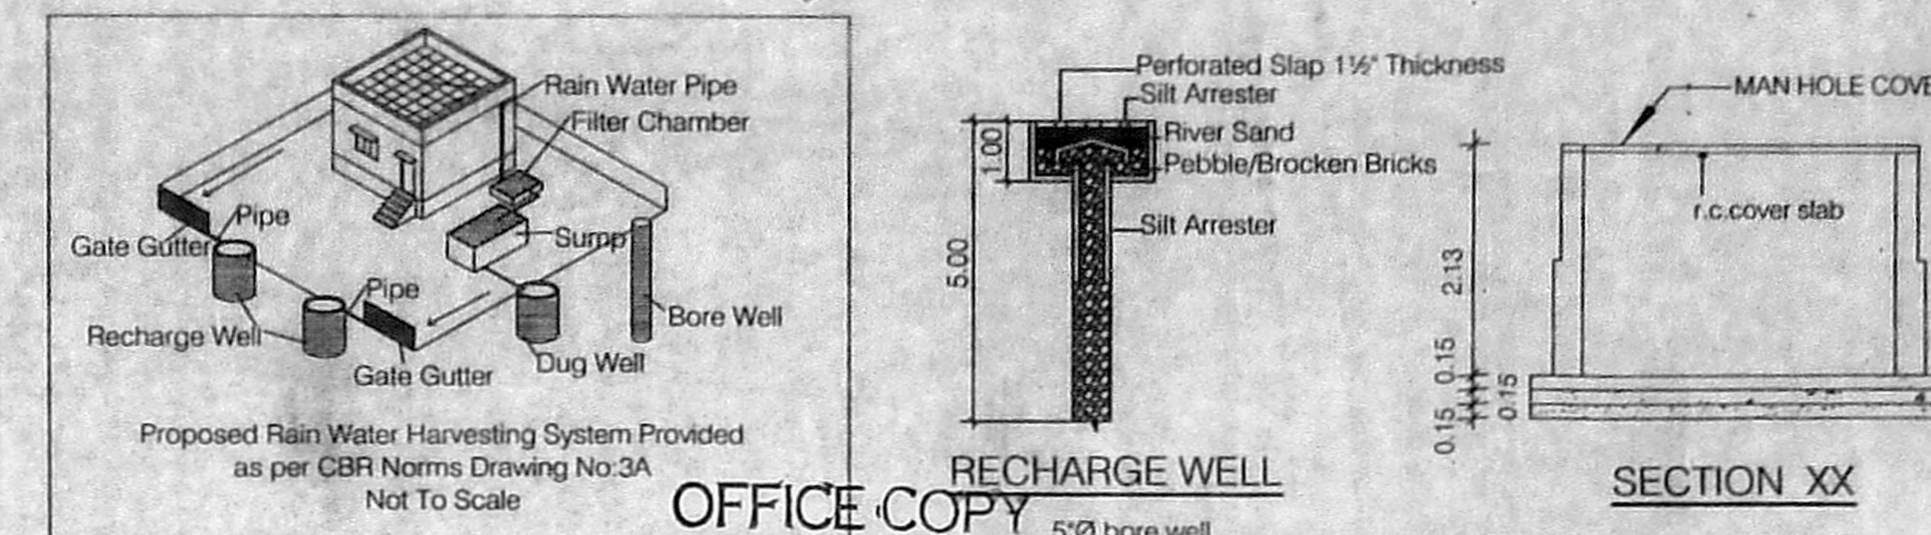 Rain Water Pipe
Filter Chamber
Pipe
Gate Gutter
Sump
Pipe
Bore Well
Recharge Well
Dug Well
Gate Gutter
Proposed Rain Water Harvesting System Provided
as per CBR Norms Drawing No:3A
Not To Scale
OFFICE COPY
Perforated Slap 1½" Thickness
Silt Arrester
River Sand
Pebble/Brocken Bricks
1.00
Silt Arrester
5.00
RECHARGE WELL
5"Ø bore well
MAN HOLE COVE
r.c.cover slab
2.13
0.15
0.15
0.15
SECTION XX